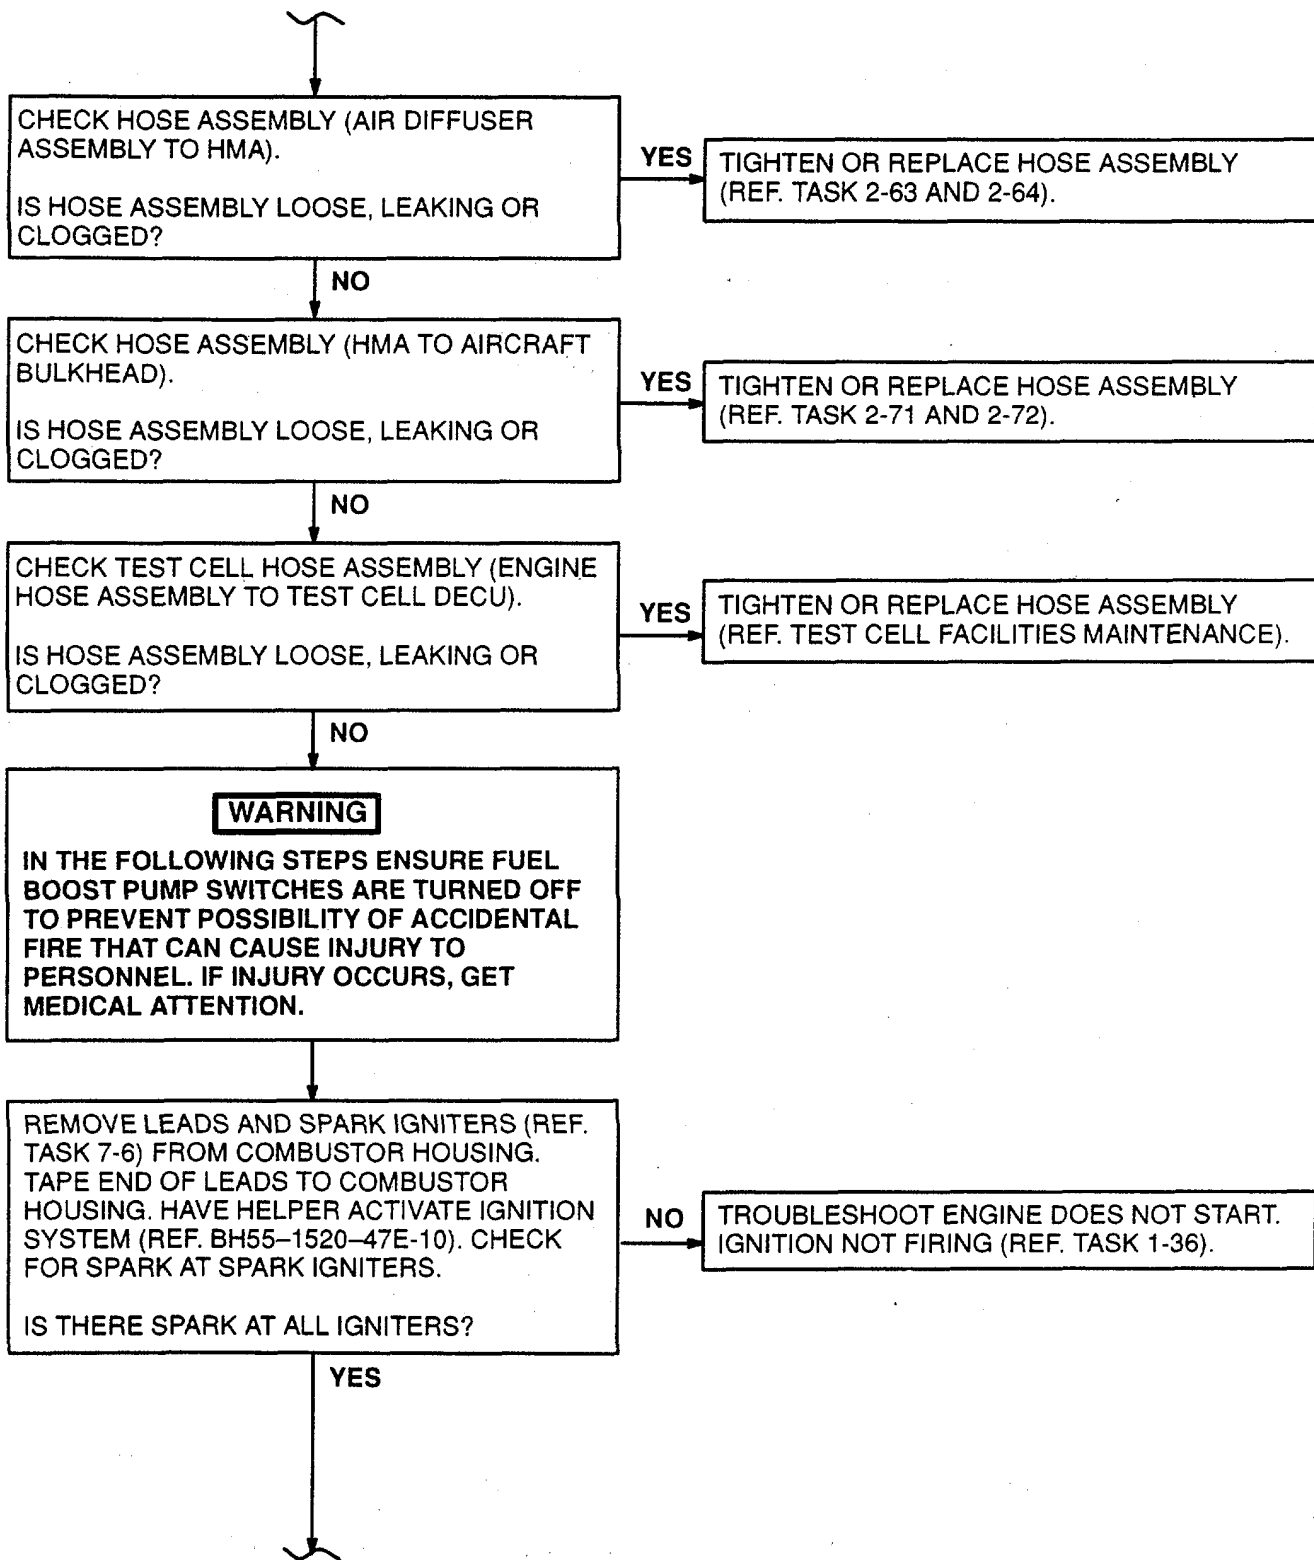 CHECK HOSE ASSEMBLY (AIR DIFFUSER
ASSEMBLY TO HMA).
IS HOSE ASSEMBLY LOOSE, LEAKING OR
CLOGGED?
YES
TIGHTEN OR REPLACE HOSE ASSEMBLY
(REF. TASK 2-63 AND 2-64).
NO
CHECK HOSE ASSEMBLY (HMA TO AIRCRAFT
BULKHEAD).
IS HOSE ASSEMBLY LOOSE, LEAKING OR
CLOGGED?
YES
TIGHTEN OR REPLACE HOSE ASSEMBLY
(REF. TASK 2-71 AND 2-72).
NO
CHECK TEST CELL HOSE ASSEMBLY (ENGINE
HOSE ASSEMBLY TO TEST CELL DECU).
IS HOSE ASSEMBLY LOOSE, LEAKING OR
CLOGGED?
YES
TIGHTEN OR REPLACE HOSE ASSEMBLY
(REF. TEST CELL FACILITIES MAINTENANCE).
NO
WARNING
IN THE FOLLOWING STEPS ENSURE FUEL
BOOST PUMP SWITCHES ARE TURNED OFF
TO PREVENT POSSIBILITY OF ACCIDENTAL
FIRE THAT CAN CAUSE INJURY TO
PERSONNEL. IF INJURY OCCURS, GET
MEDICAL ATTENTION.
REMOVE LEADS AND SPARK IGNITERS (REF.
TASK 7-6) FROM COMBUSTOR HOUSING.
TAPE END OF LEADS TO COMBUSTOR
HOUSING. HAVE HELPER ACTIVATE IGNITION
SYSTEM (REF. BH55–1520–47E-10). CHECK
FOR SPARK AT SPARK IGNITERS.
IS THERE SPARK AT ALL IGNITERS?
NO
TROUBLESHOOT ENGINE DOES NOT START.
IGNITION NOT FIRING (REF. TASK 1-36).
YES